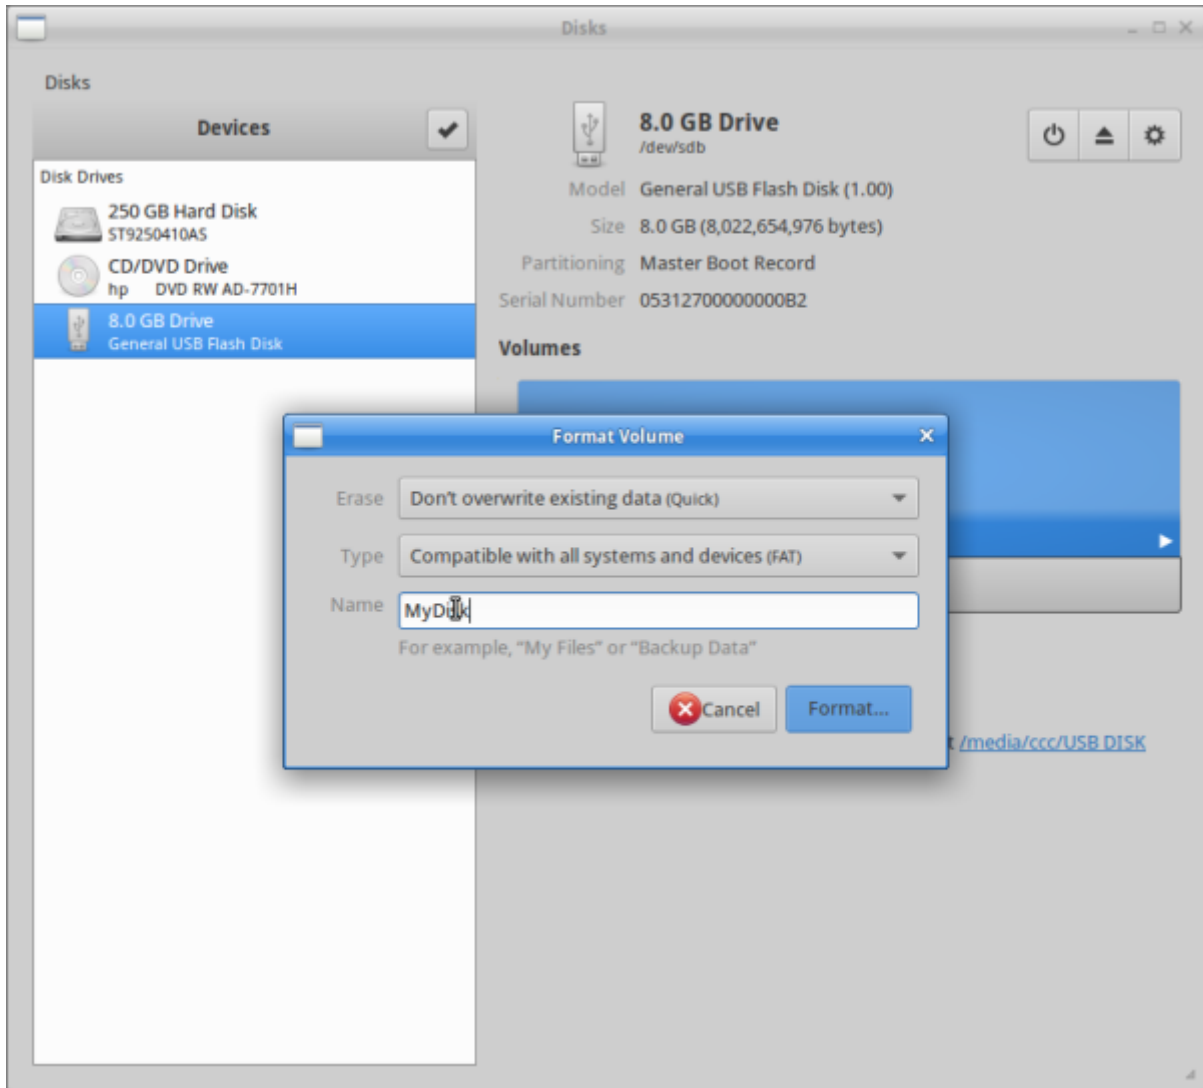 Disks
Disks
Devices
Disk Drives
250 GB Hard Disk
ST9250410AS
CD/DVD Drive
hp DVD RW AD-7701H
8.0 GB Drive
General USB Flash Disk
8.0 GB Drive
/dev/sdb
Model General USB Flash Disk (1.00)
Size 8.0 GB (8,022,654,976 bytes)
Partitioning Master Boot Record
Serial Number 05312700000000B2
Volumes
Format Volume
Erase Don't overwrite existing data (Quick)
Type Compatible with all systems and devices (FAT)
Name MyDisk
For example, “My Files” or “Backup Data”
Cancel Format...
/media/ccc/USB DISK